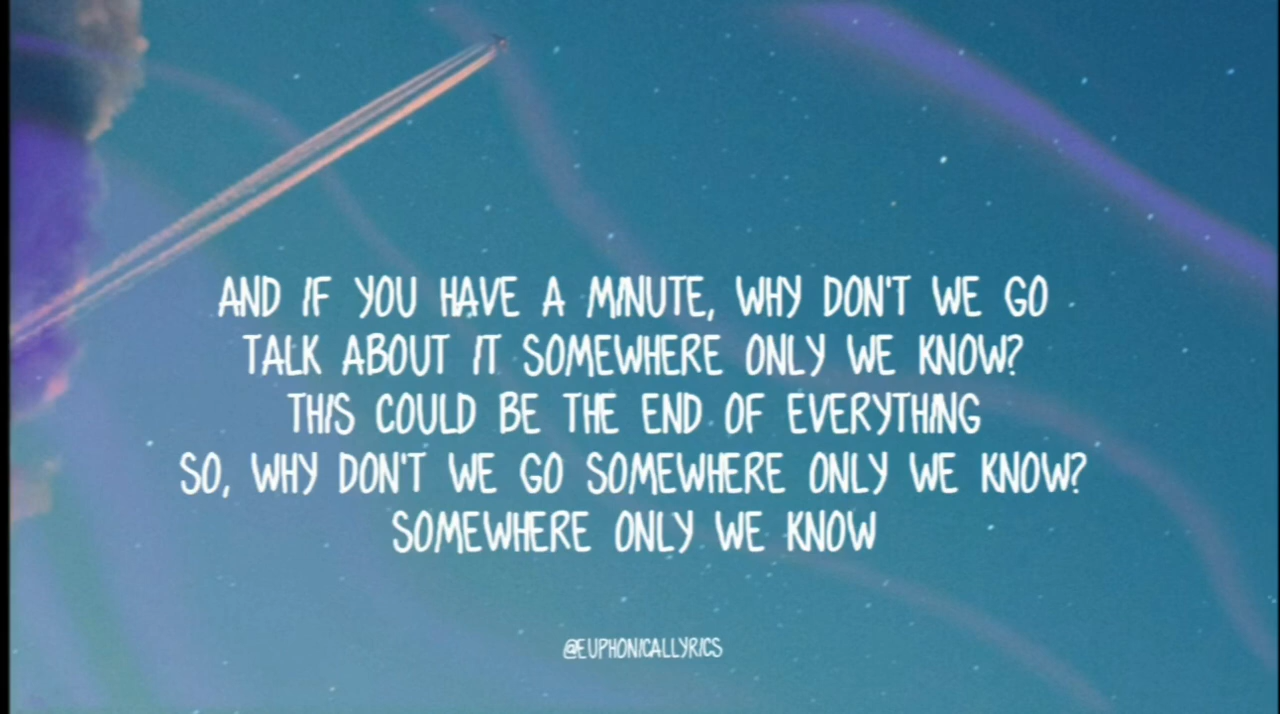 AND IF YOU HAVE A MINUTE, WHY DON'T WE GO
TALK ABOUT IT SOMEWHERE ONLY WE KNOW?
THIS COULD BE THE END OF EVERYTHING
SO, WHY DON'T WE GO SOMEWHERE ONLY WE KNOW?
SOMEWHERE ONLY WE KNOW
@EUPHONICALLYRICS